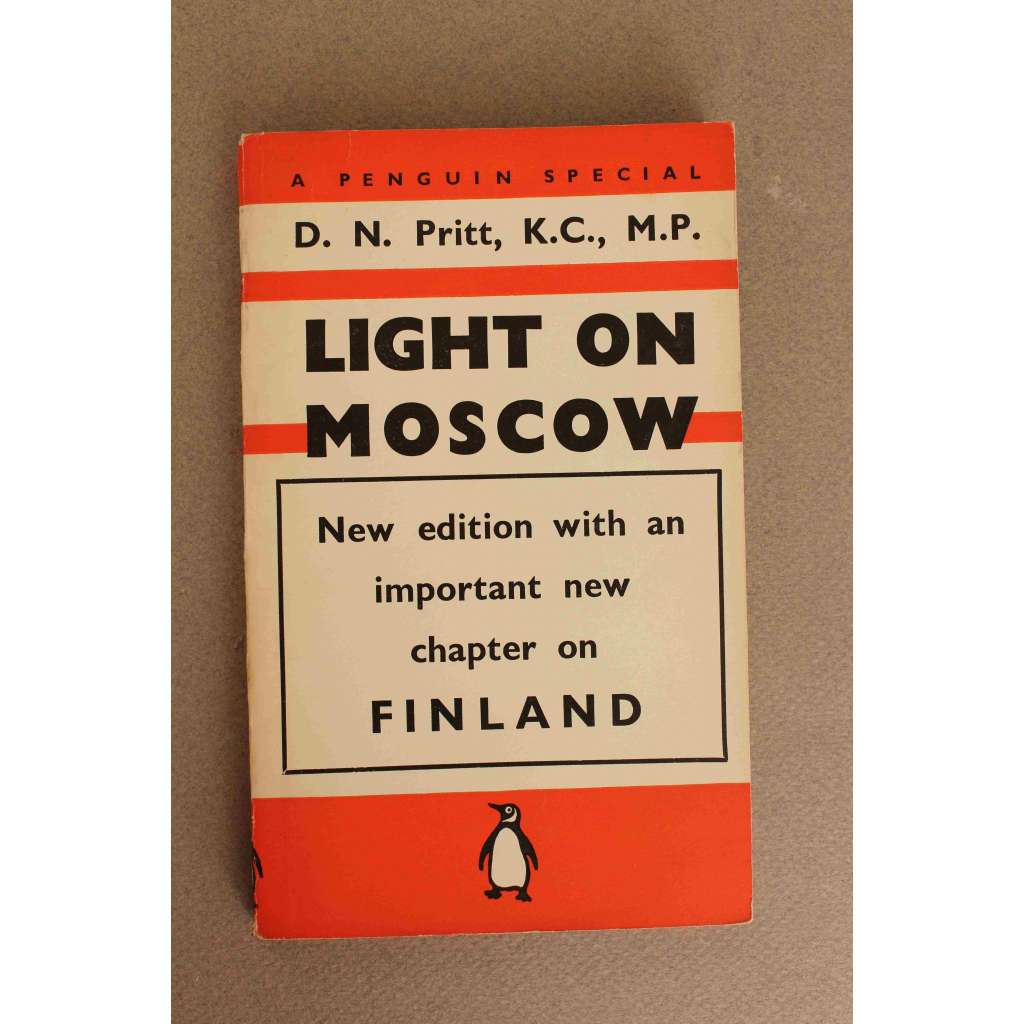 A PENGUIN SPECIAL
D. N. Pritt, K.C., M.P.
LIGHT ON
MOSCOW
New edition with an
important new
chapter on
FINLAND